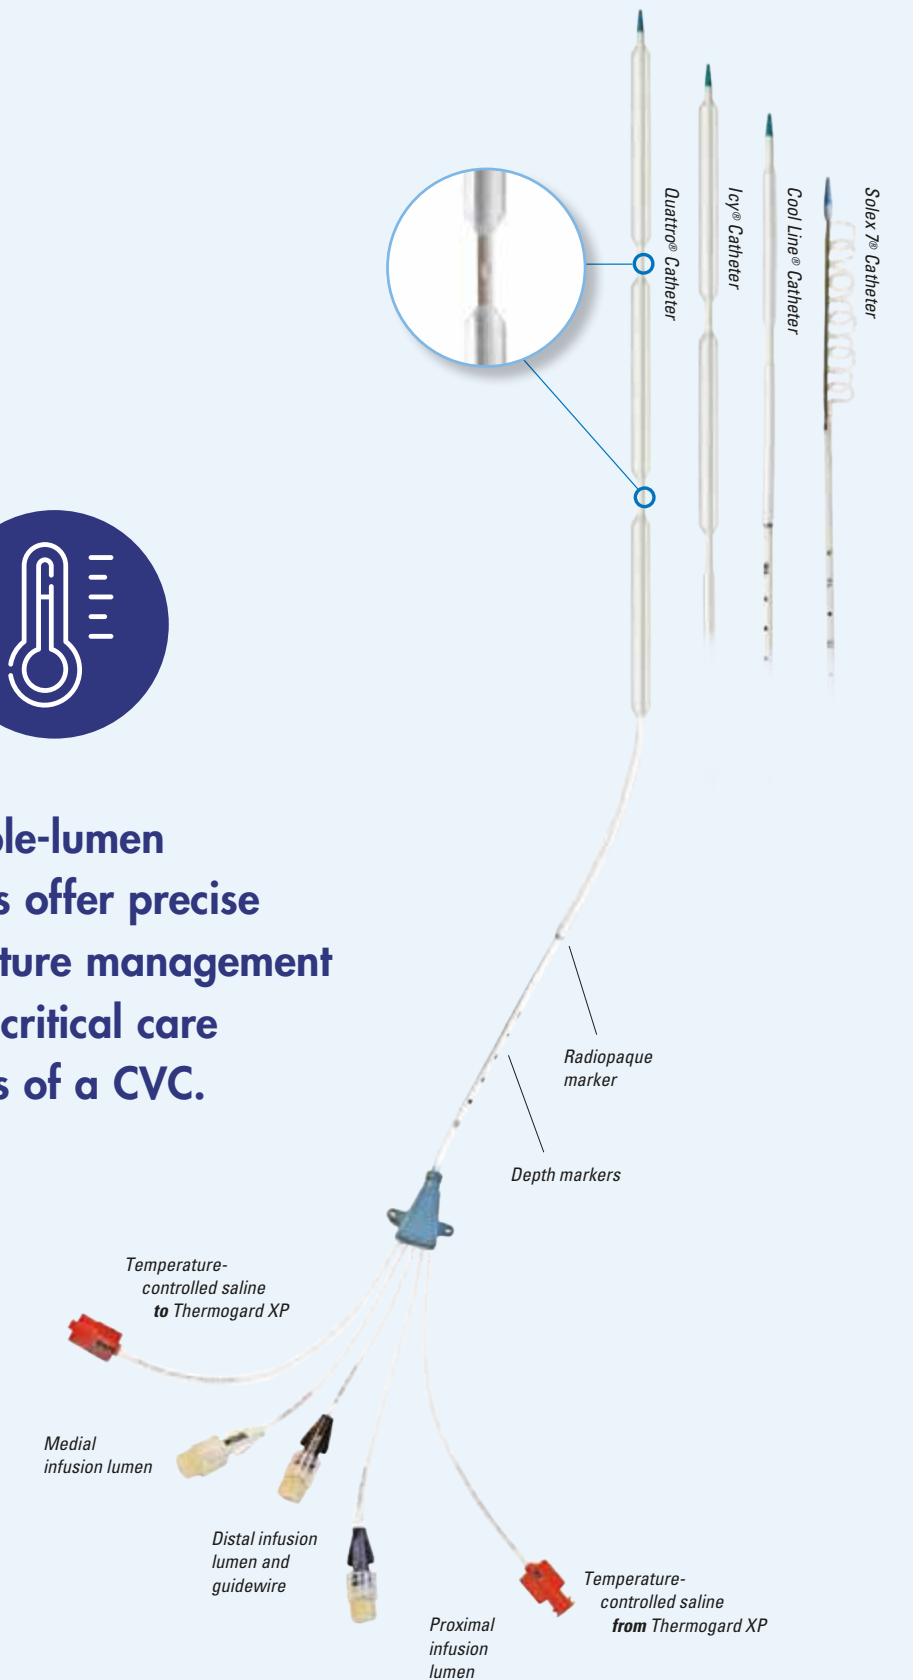 Quattro® Catheter
Icy® Catheter
Cool Line® Catheter
Solex 7® Catheter
ple-lumen
s offer precise
ture management
critical care
s of a CVC.
Radiopaque
marker
Depth markers
Temperature-
controlled saline
to Thermogard XP
Medial
infusion lumen
Distal infusion
lumen and
guidewire
Proximal
infusion
lumen
Temperature-
controlled saline
from Thermogard XP